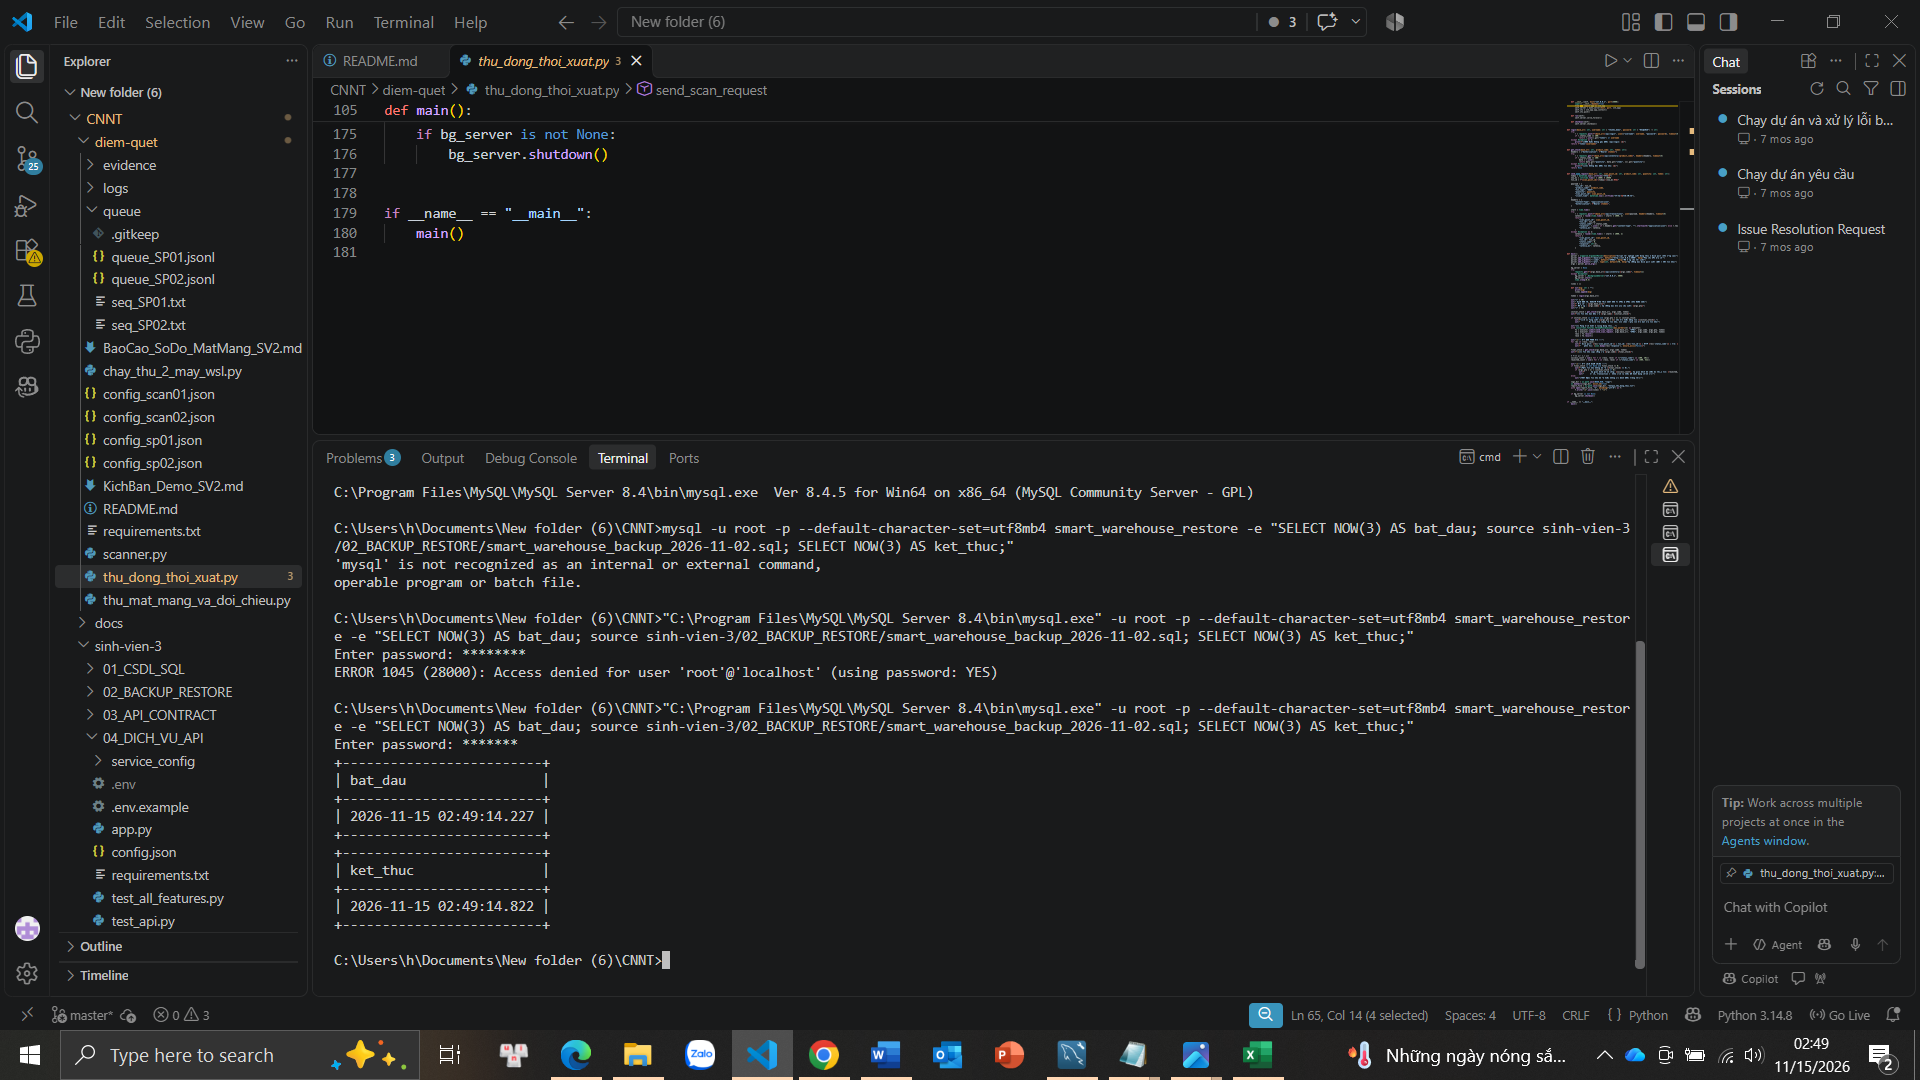 File Edit Selection View Go Run Terminal Help
New folder (6)
3
Explorer
New folder (6)
CNNT
diem-quet
evidence
logs
queue
.gitkeep
queue_SP01.jsonl
queue_SP02.jsonl
seq_SP01.txt
seq_SP02.txt
BaoCao_SoDo_MatMang_SV2.md
chay_thu_2_may_wsl.py
config_scan01.json
config_scan02.json
config_sp01.json
config_sp02.json
KichBan_Demo_SV2.md
README.md
requirements.txt
scanner.py
thu_dong_thoi_xuat.py 3
thu_mat_mang_va_doi_chieu.py
docs
sinh-vien-3
01_CSDL_SQL
02_BACKUP_RESTORE
03_API_CONTRACT
04_DICH_VU_API
service_config
.env
.env.example
app.py
config.json
requirements.txt
test_all_features.py
test_api.py
Outline
Timeline
25
README.md
thu_dong_thoi_xuat.py 3
CNNT > diem-quet > thu_dong_thoi_xuat.py > send_scan_request
105 def main():
175 if bg_server is not None:
176 bg_server.shutdown()
177
178
179 if __name__ == "__main__":
180 main()
181
Problems 3 Output Debug Console Terminal Ports
cmd
C:\Program Files\MySQL\MySQL Server 8.4\bin\mysql.exe  Ver 8.4.5 for Win64 on x86_64 (MySQL Community Server - GPL)
C:\Users\h\Documents\New folder (6)\CNNT>mysql -u root -p --default-character-set=utf8mb4 smart_warehouse_restore -e "SELECT NOW(3) AS bat_dau; source sinh-vien-3
/02_BACKUP_RESTORE/smart_warehouse_backup_2026-11-02.sql; SELECT NOW(3) AS ket_thuc;"
'mysql' is not recognized as an internal or external command,
operable program or batch file.
C:\Users\h\Documents\New folder (6)\CNNT>"C:\Program Files\MySQL\MySQL Server 8.4\bin\mysql.exe" -u root -p --default-character-set=utf8mb4 smart_warehouse_restor
e -e "SELECT NOW(3) AS bat_dau; source sinh-vien-3/02_BACKUP_RESTORE/smart_warehouse_backup_2026-11-02.sql; SELECT NOW(3) AS ket_thuc;"
Enter password: ********
ERROR 1045 (28000): Access denied for user 'root'@'localhost' (using password: YES)
C:\Users\h\Documents\New folder (6)\CNNT>"C:\Program Files\MySQL\MySQL Server 8.4\bin\mysql.exe" -u root -p --default-character-set=utf8mb4 smart_warehouse_restor
e -e "SELECT NOW(3) AS bat_dau; source sinh-vien-3/02_BACKUP_RESTORE/smart_warehouse_backup_2026-11-02.sql; SELECT NOW(3) AS ket_thuc;"
Enter password: *******
+-------------------------+
| bat_dau                 |
+-------------------------+
| 2026-11-15 02:49:14.227 |
+-------------------------+
+-------------------------+
| ket_thuc                |
+-------------------------+
| 2026-11-15 02:49:14.822 |
+-------------------------+
C:\Users\h\Documents\New folder (6)\CNNT>
Chat
Sessions
Chạy dự án và xử lý lỗi b...
7 mos ago
Chạy dự án yêu cầu
7 mos ago
Issue Resolution Request
7 mos ago
Tip: Work across multiple
projects at once in the
Agents window.
thu_dong_thoi_xuat.py:...
Chat with Copilot
Agent
Copilot
master* 0 3
Ln 65, Col 14 (4 selected) Spaces: 4 UTF-8 CRLF { } Python Python 3.14.8 Go Live
Type here to search
Zalo
Những ngày nóng sắ...
02:49
11/15/2026
2